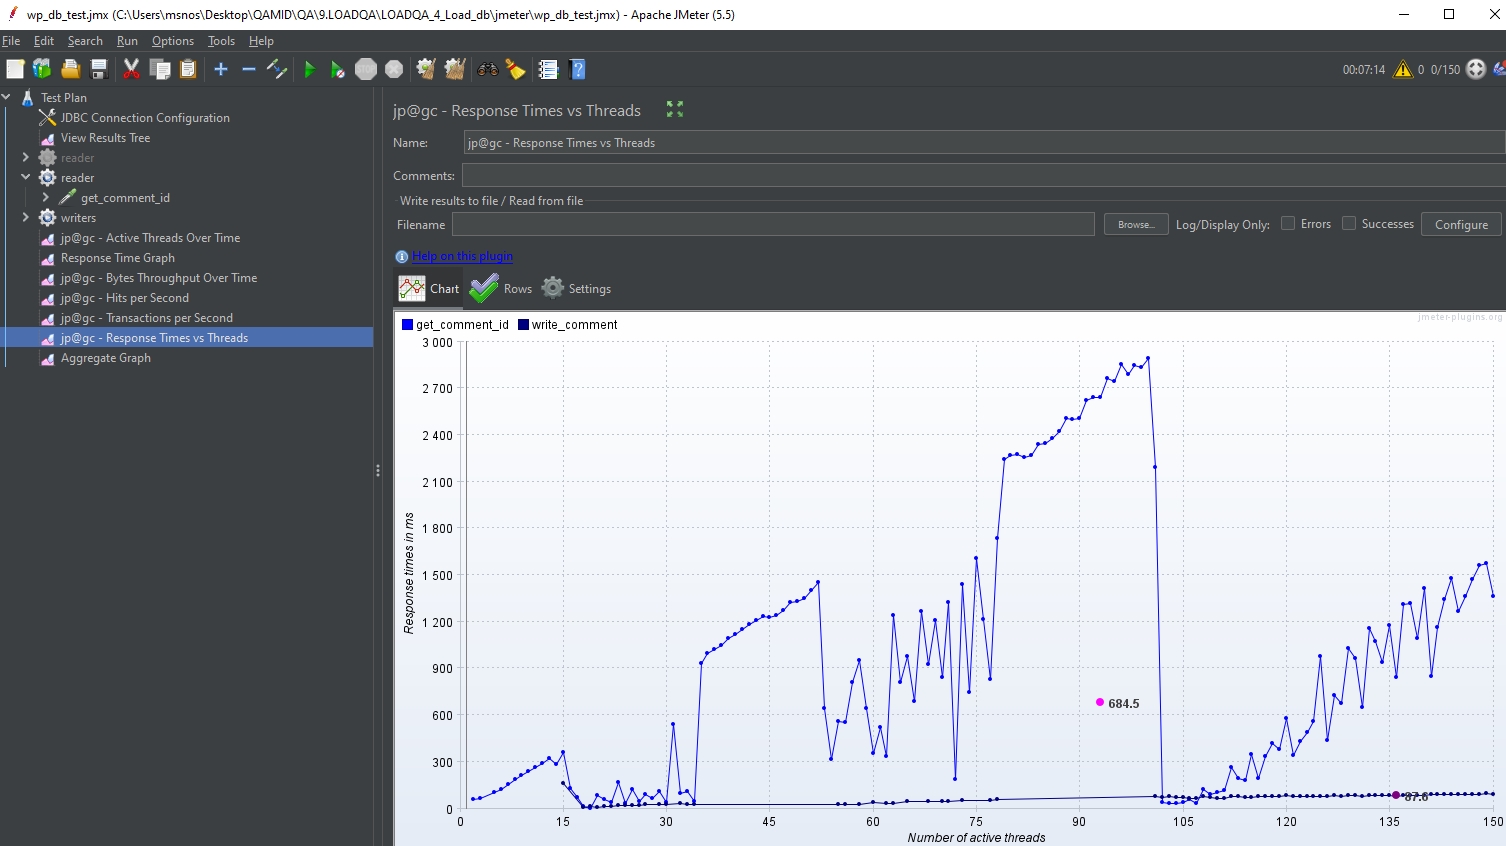 wp_db_test.jmx (C:\Users\msnos\Desktop\QAMID\QA\9.LOADQA\LOADQA_4_Load_db\jmeter\wp_db_test.jmx) - Apache JMeter (5.5)
File Edit Search Run Options Tools Help
STOP
00:07:14 0 0/150
Test Plan
JDBC Connection Configuration
View Results Tree
reader
reader
get_comment_id
writers
jp@gc - Active Threads Over Time
Response Time Graph
jp@gc - Bytes Throughput Over Time
jp@gc - Hits per Second
jp@gc - Transactions per Second
jp@gc - Response Times vs Threads
Aggregate Graph
jp@gc - Response Times vs Threads
Name: jp@gc - Response Times vs Threads
Comments:
Write results to file / Read from file
Filename Browse... Log/Display Only: Errors Successes Configure
Help on this plugin
Chart Rows Settings
get_comment_id write_comment
jmeter-plugins.org
3 000
2 700
2 400
2 100
1 800
1 500
1 200
900
600
300
0
Response times in ms
684.5
87.6
0 15 30 45 60 75 90 105 120 135 150
Number of active threads